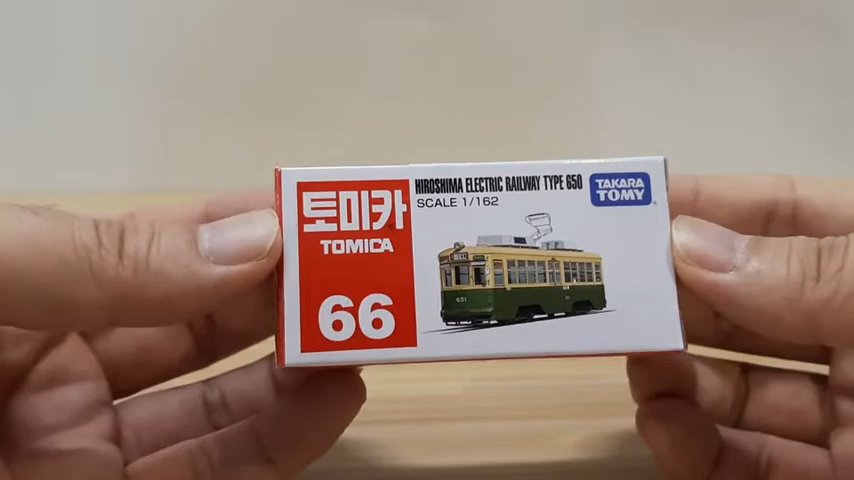 토미카
TOMICA
66
HIROSHIMA ELECTRIC RAILWAY TYPE 650
SCALE 1/162
TAKARA
TOMY
651